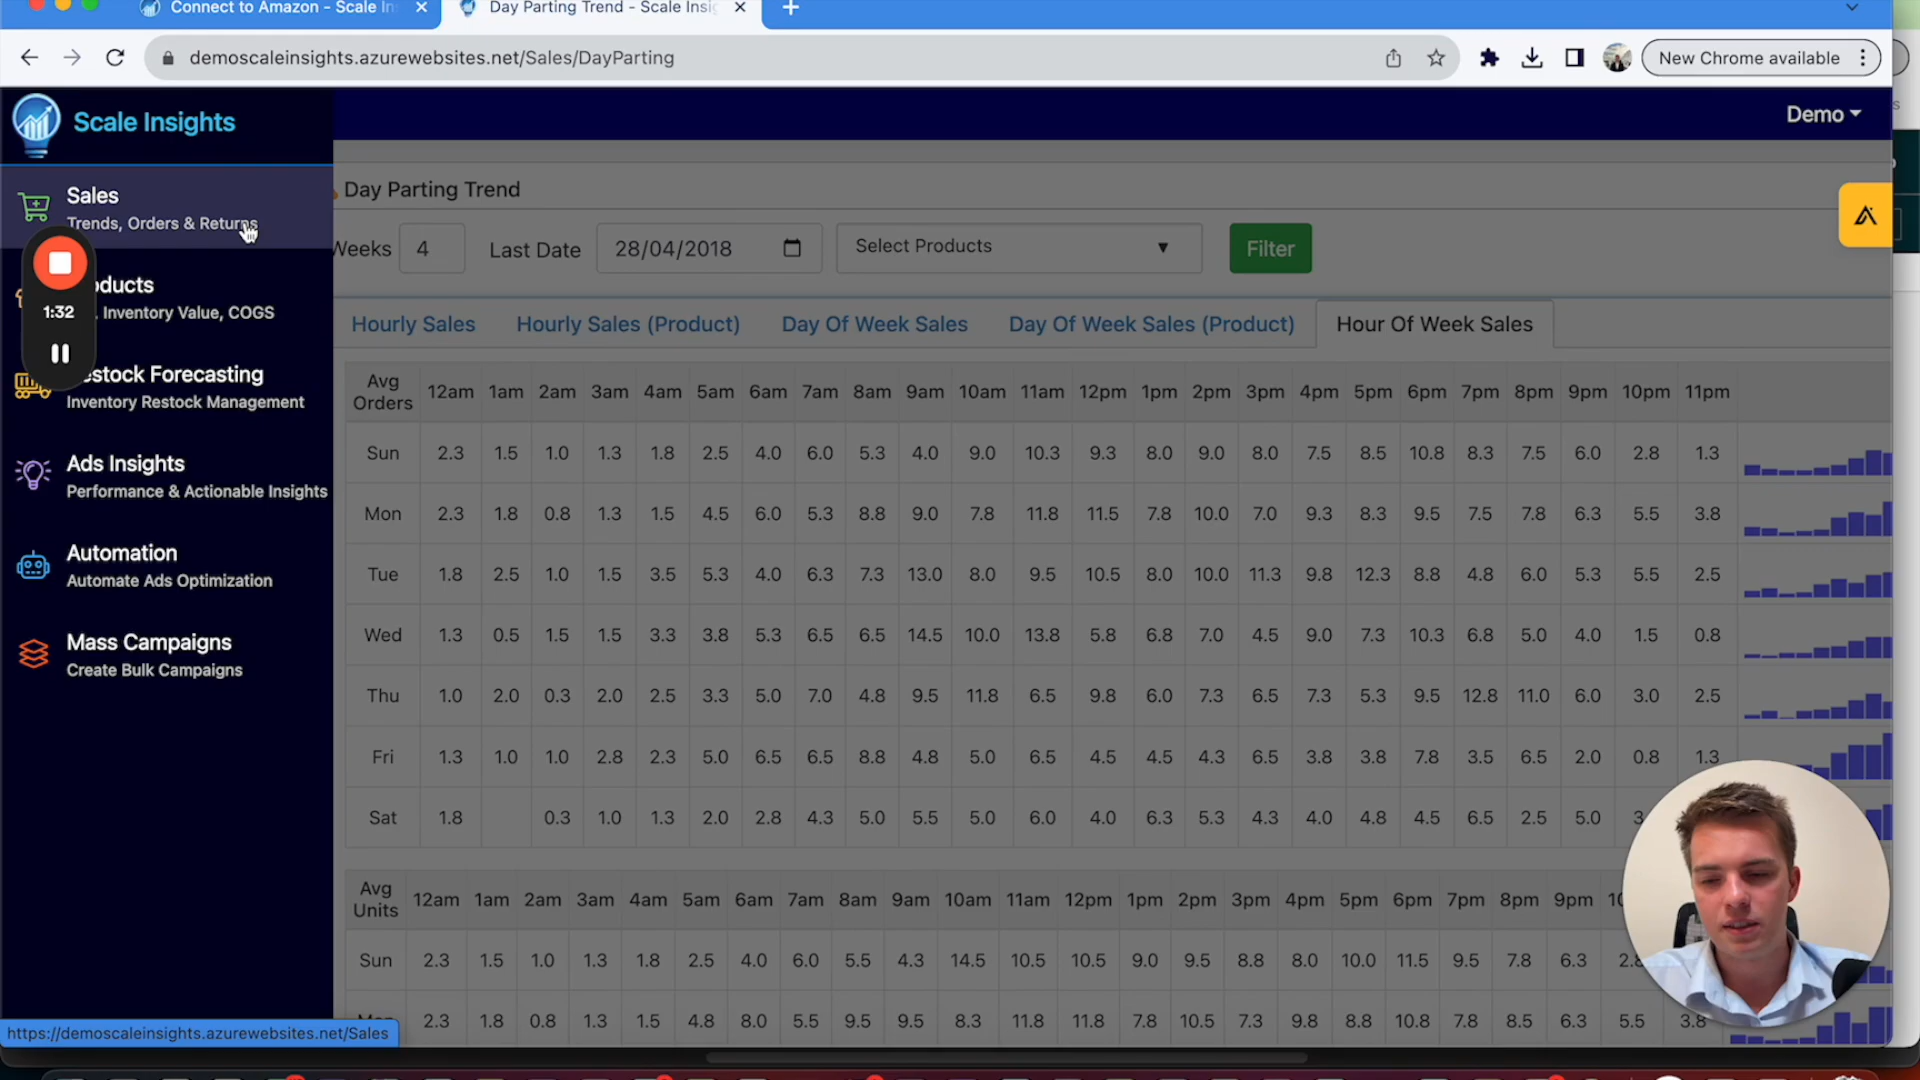 Connect to Amazon - Scale In
Day Parting Trend - Scale Insig
demoscaleinsights.azurewebsites.net/Sales/DayParting
New Chrome available
Scale Insights
Demo
Sales
Trends, Orders & Returns
1:32
oducts
Inventory Value, COGS
estock Forecasting
Inventory Restock Management
Ads Insights
Performance & Actionable Insights
Automation
Automate Ads Optimization
Mass Campaigns
Create Bulk Campaigns
https://demoscaleinsights.azurewebsites.net/Sales
Day Parting Trend
Weeks 4 Last Date 28/04/2018 Select Products Filter
Hourly Sales Hourly Sales (Product) Day Of Week Sales Day Of Week Sales (Product) Hour Of Week Sales
Avg Orders 12am 1am 2am 3am 4am 5am 6am 7am 8am 9am 10am 11am 12pm 1pm 2pm 3pm 4pm 5pm 6pm 7pm 8pm 9pm 10pm 11pm
Sun 2.3 1.5 1.0 1.3 1.8 2.5 4.0 6.0 5.3 4.0 9.0 10.3 9.3 8.0 9.0 8.0 7.5 8.5 10.8 8.3 7.5 6.0 2.8 1.3
Mon 2.3 1.8 0.8 1.3 1.5 4.5 6.0 5.3 8.8 9.0 7.8 11.8 11.5 7.8 10.0 7.0 9.3 8.3 9.5 7.5 7.8 6.3 5.5 3.8
Tue 1.8 2.5 1.0 1.5 3.5 5.3 4.0 6.3 7.3 13.0 8.0 9.5 10.5 8.0 10.0 11.3 9.8 12.3 8.8 4.8 6.0 5.3 5.5 2.5
Wed 1.3 0.5 1.5 1.5 3.3 3.8 5.3 6.5 6.5 14.5 10.0 13.8 5.8 6.8 7.0 4.5 9.0 7.3 10.3 6.8 5.0 4.0 1.5 0.8
Thu 1.0 2.0 0.3 2.0 2.5 3.3 5.0 7.0 4.8 9.5 11.8 6.5 9.8 6.0 7.3 6.5 7.3 5.3 9.5 12.8 11.0 6.0 3.0 2.5
Fri 1.3 1.0 1.0 2.8 2.3 5.0 6.5 6.5 8.8 4.8 5.0 6.5 4.5 4.5 4.3 6.5 3.8 3.8 7.8 3.5 6.5 2.0 0.8 1.3
Sat 1.8 0.3 1.0 1.3 2.0 2.8 4.3 5.0 5.5 5.0 6.0 4.0 6.3 5.3 4.3 4.0 4.8 4.5 6.5 2.5 5.0
Avg Units 12am 1am 2am 3am 4am 5am 6am 7am 8am 9am 10am 11am 12pm 1pm 2pm 3pm 4pm 5pm 6pm 7pm 8pm 9pm
Sun 2.3 1.5 1.0 1.3 1.8 2.5 4.0 6.0 5.5 4.3 14.5 10.5 10.5 9.0 9.5 8.8 8.0 10.0 11.5 9.5 7.8 6.3
Mon 2.3 1.8 0.8 1.3 1.5 4.8 8.0 5.5 9.5 9.5 8.3 11.8 11.8 7.8 10.5 7.3 9.8 8.8 10.8 7.8 8.5 6.3 5.5 3.8